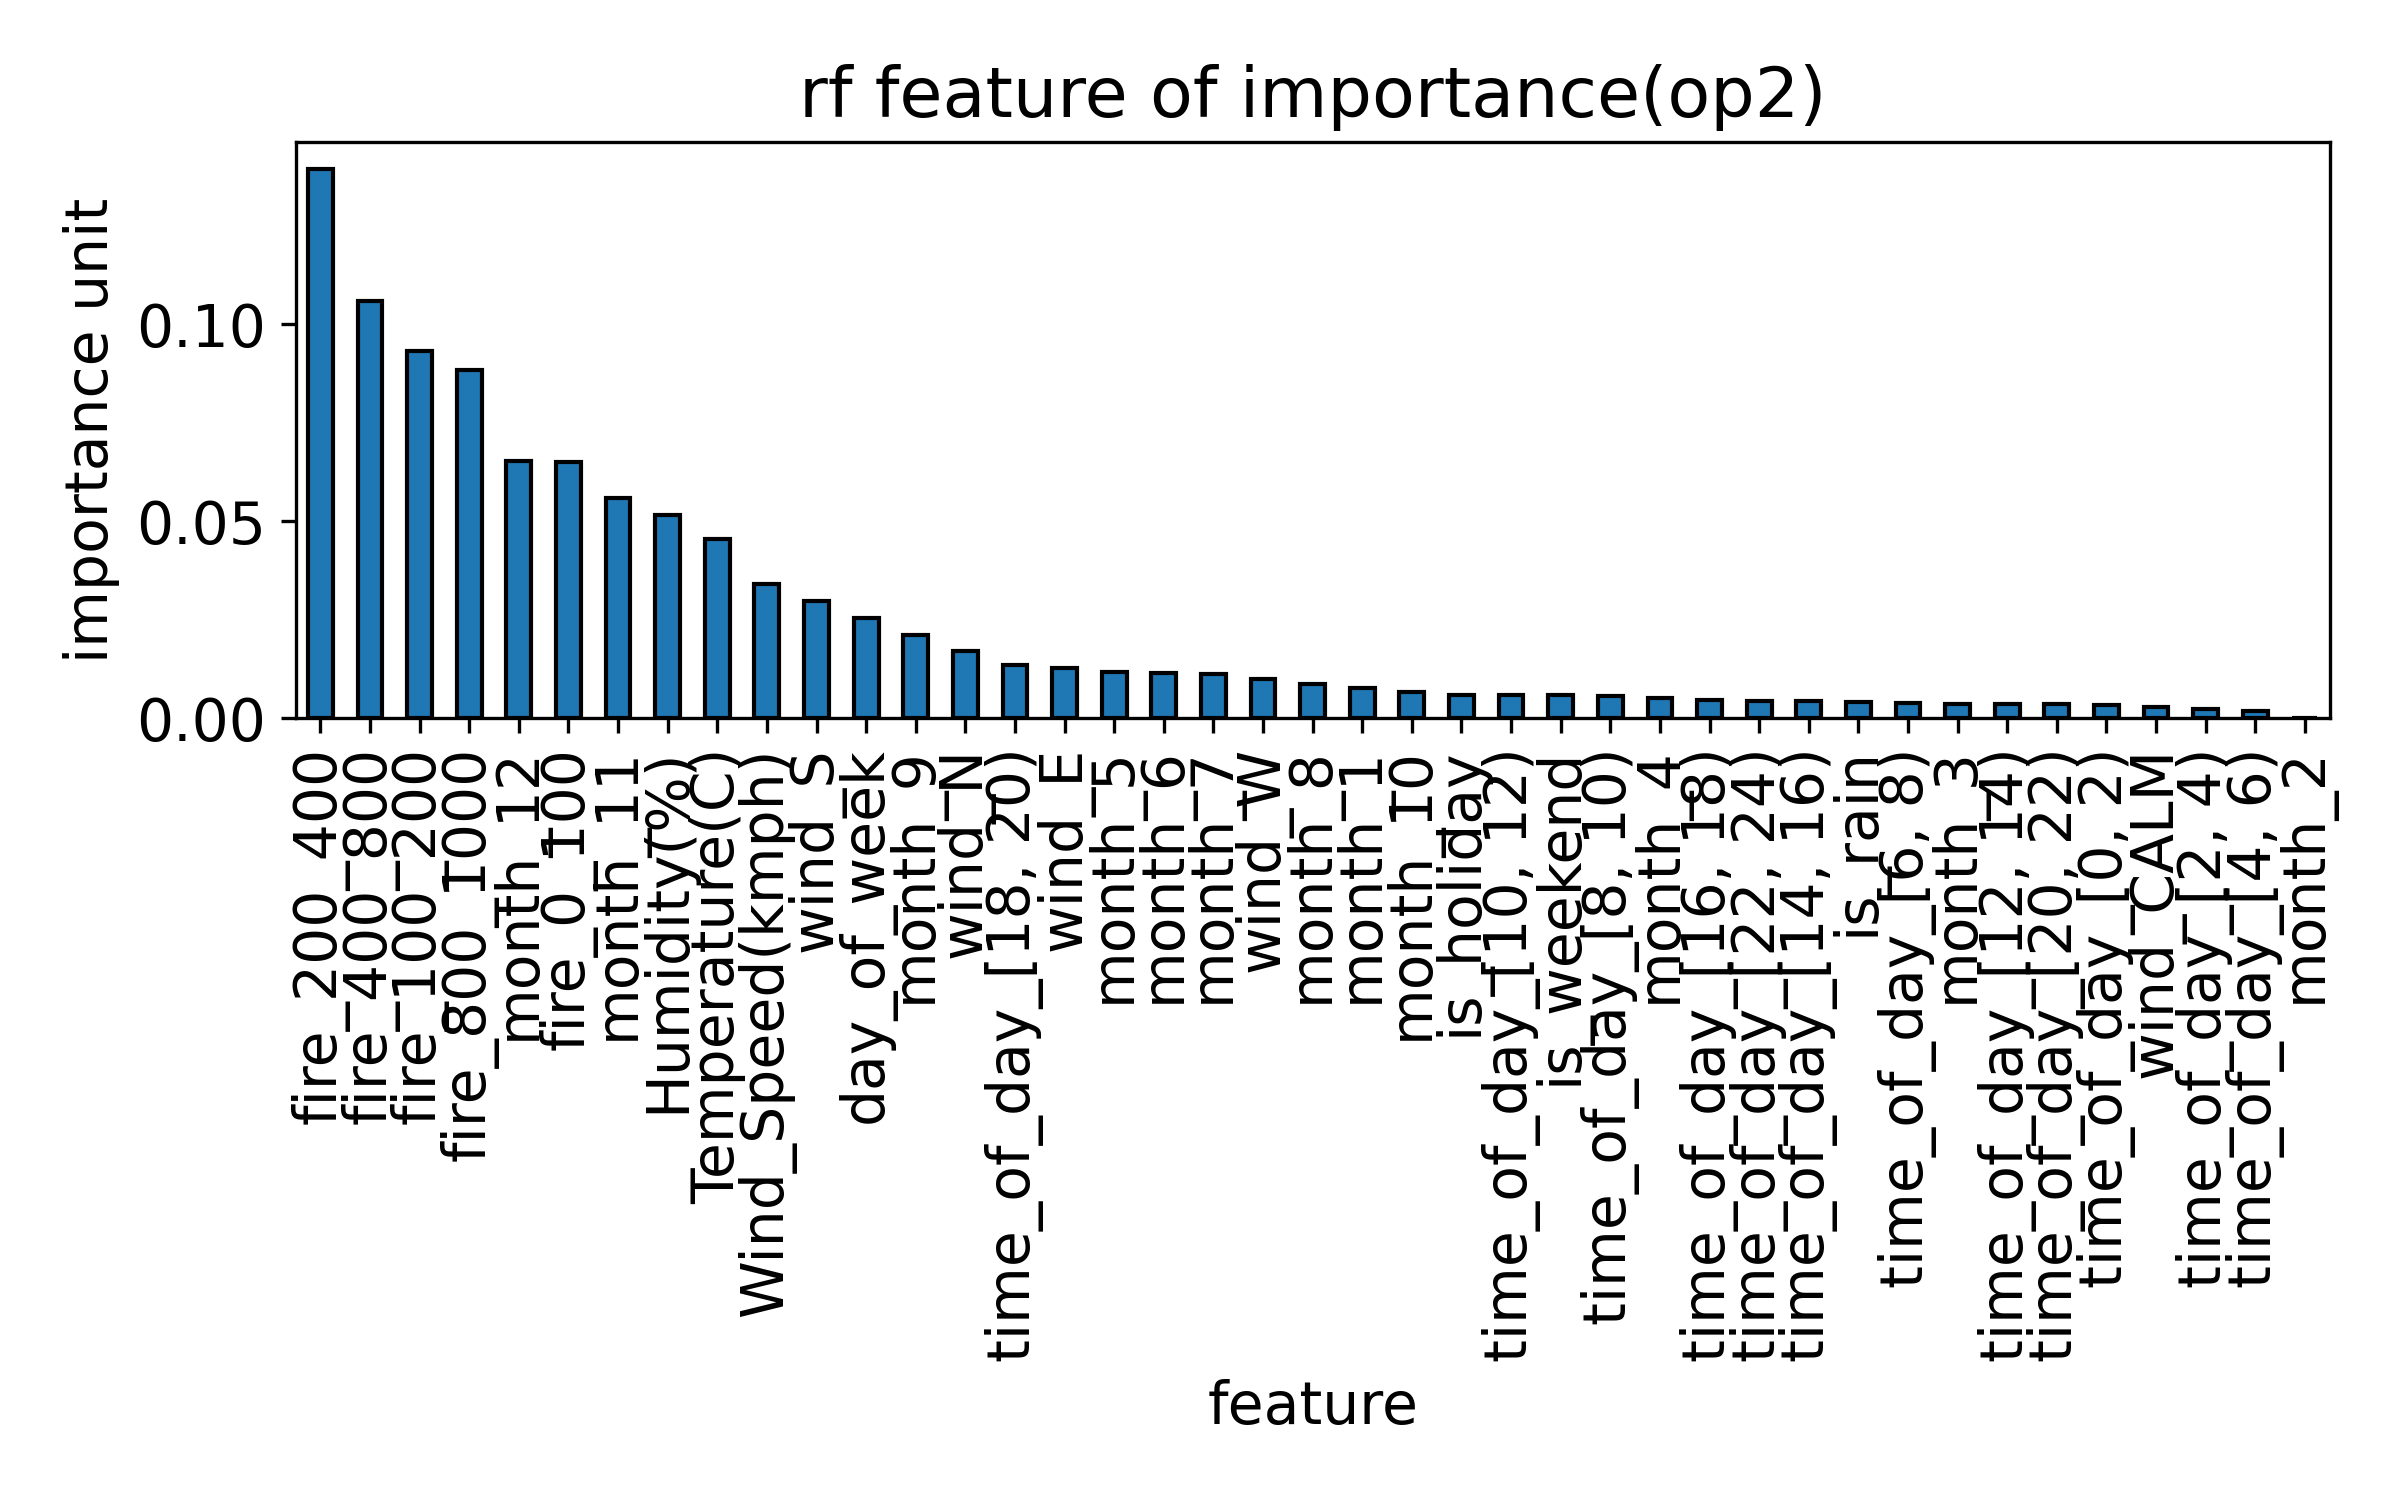 rf feature of importance(op2)
importance unit
0.10
0.05
0.00
fire_200_400
fire_400_800
fire_100_200
fire_800_1000
month_12
fire_0_100
month_11
Humidity(%)
Temperature(C)
Wind_Speed(kmph)
wind_S
day_of_week
month_9
wind_N
time_of_day_[18, 20)
wind_E
month_5
month_6
month_7
wind_W
month_8
month_1
month_10
is_holiday
time_of_day_[10, 12)
is_weekend
time_of_day_[8, 10)
month_4
time_of_day_[16, 18)
time_of_day_[22, 24)
time_of_day_[14, 16)
is_rain
time_of_day_[6, 8)
month_3
time_of_day_[12, 14)
time_of_day_[20, 22)
time_of_day_[0, 2)
wind_CALM
time_of_day_[2, 4)
time_of_day_[4, 6)
month_2
feature